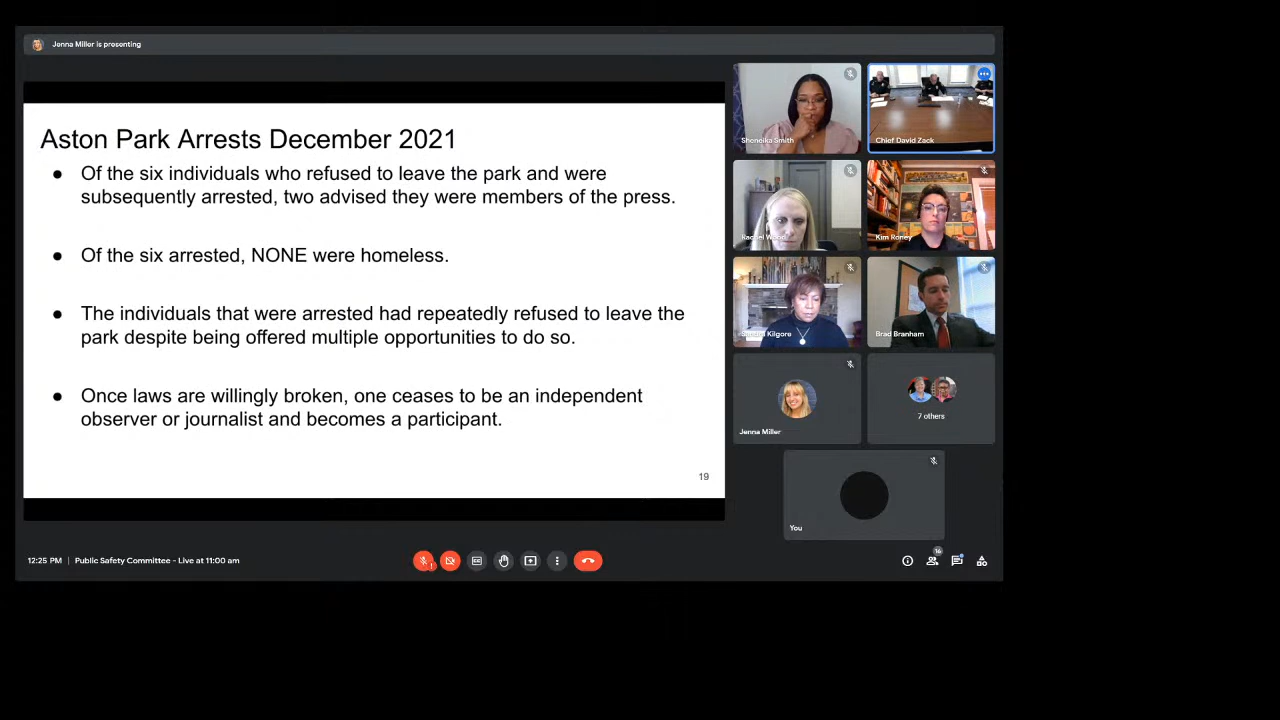 Jenna Miller is presenting
Aston Park Arrests December 2021
● Of the six individuals who refused to leave the park and were
subsequently arrested, two advised they were members of the press.
● Of the six arrested, NONE were homeless.
● The individuals that were arrested had repeatedly refused to leave the
park despite being offered multiple opportunities to do so.
● Once laws are willingly broken, one ceases to be an independent
observer or journalist and becomes a participant.
19
Sheneika Smith
Chief David Zack
Rachel Wood
Kim Roney
Sandra Kilgore
Brad Branham
Jenna Miller
7 others
You
12:25 PM | Public Safety Committee - Live at 11:00 am
16